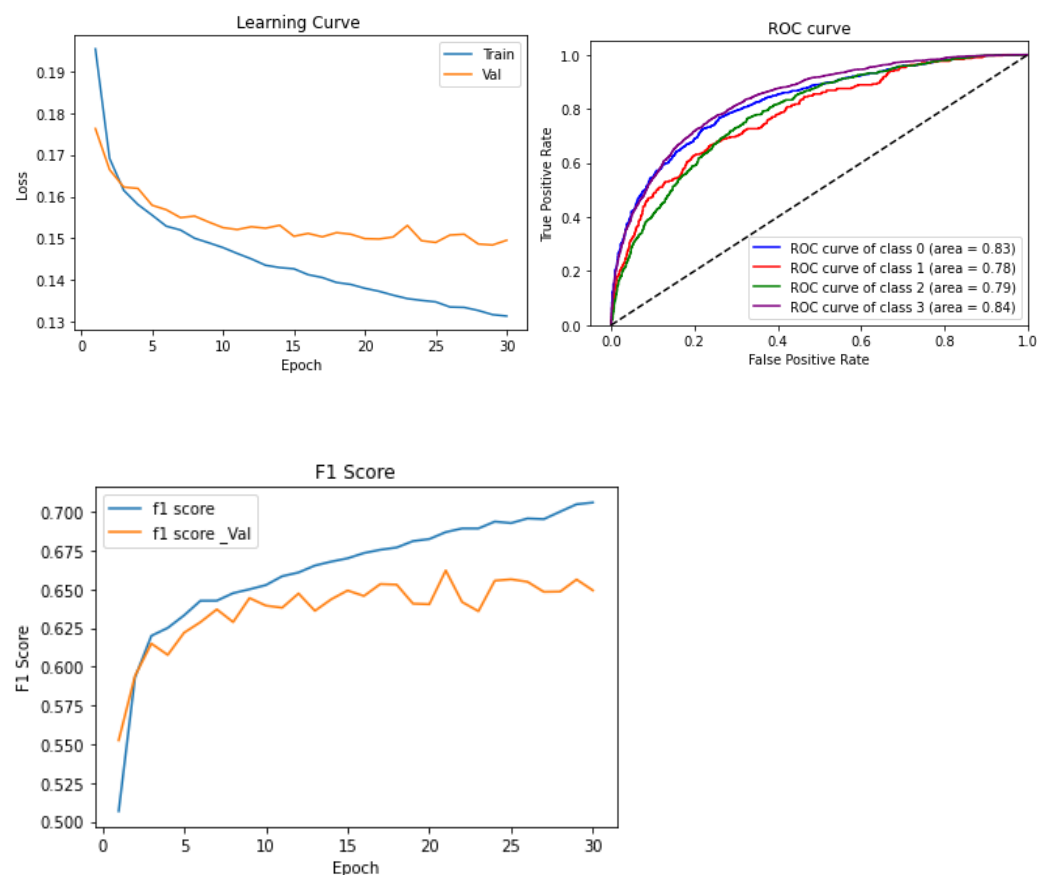 Learning Curve
Train
Val
0.19
0.18
0.17
0.16
0.15
0.14
0.13
Loss
0
5
10
15
20
25
30
Epoch
ROC curve
1.0
0.8
0.6
0.4
0.2
0.0
True Positive Rate
ROC curve of class 0 (area = 0.83)
ROC curve of class 1 (area = 0.78)
ROC curve of class 2 (area = 0.79)
ROC curve of class 3 (area = 0.84)
0.0
0.2
0.4
0.6
0.8
1.0
False Positive Rate
F1 Score
f1 score
f1 score _Val
0.700
0.675
0.650
0.625
0.600
0.575
0.550
0.525
0.500
F1 Score
0
5
10
15
20
25
30
Epoch